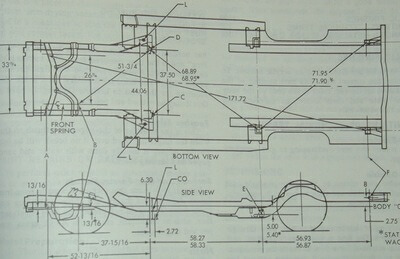 L
D
33¾
51-3/4
26¼
44.06
37.50
68.89
68.95*
71.95
71.90*
171.72
C
C
FRONT
SPRING
L
A
B
BOTTOM VIEW
F
SIDE VIEW
L
CO.
E
B
13/16
6.30
13/16
BODY "C
2.75
2.72
5.00
5.40*
27-15/16
58.27
58.33
56.93
56.87
* STAT
WAG
52-13/16